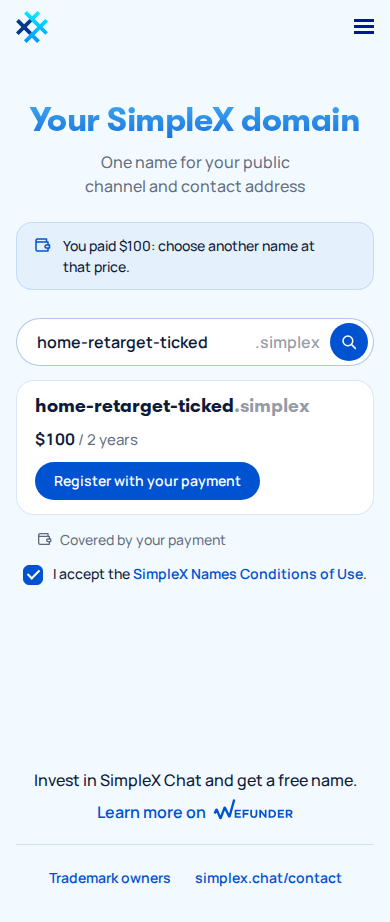 Your SimpleX domain
One name for your public
channel and contact address
You paid $100: choose another name at
that price.
home-retarget-ticked .simplex
home-retarget-ticked.simplex
$100 / 2 years
Register with your payment
Covered by your payment
I accept the SimpleX Names Conditions of Use.
Invest in SimpleX Chat and get a free name.
Learn more on WEFUNDER
Trademark owners simplex.chat/contact